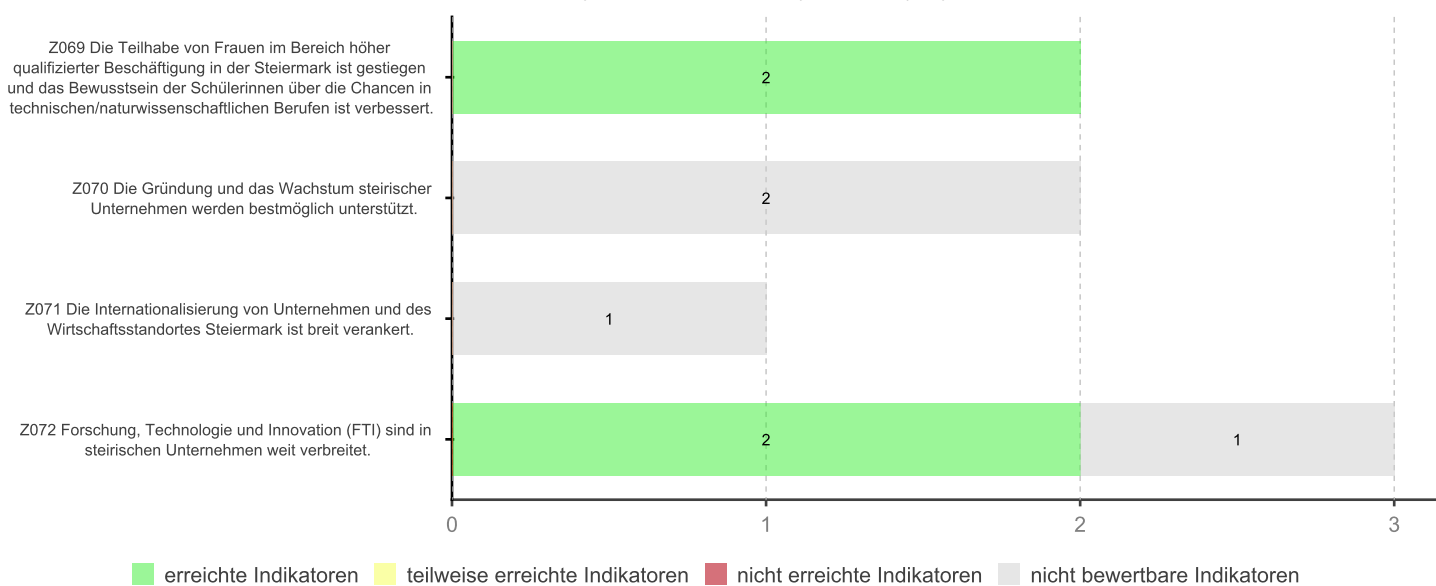 Z069 Die Teilhabe von Frauen im Bereich höher
qualifizierter Beschäftigung in der Steiermark ist gestiegen
und das Bewusstsein der Schülerinnen über die Chancen in
technischen/naturwissenschaftlichen Berufen ist verbessert.
2
Z070 Die Gründung und das Wachstum steirischer
Unternehmen werden bestmöglich unterstützt.
2
Z071 Die Internationalisierung von Unternehmen und des
Wirtschaftsstandortes Steiermark ist breit verankert.
1
Z072 Forschung, Technologie und Innovation (FTI) sind in
steirischen Unternehmen weit verbreitet.
2 1
0 1 2 3
erreichte Indikatoren teilweise erreichte Indikatoren nicht erreichte Indikatoren nicht bewertbare Indikatoren